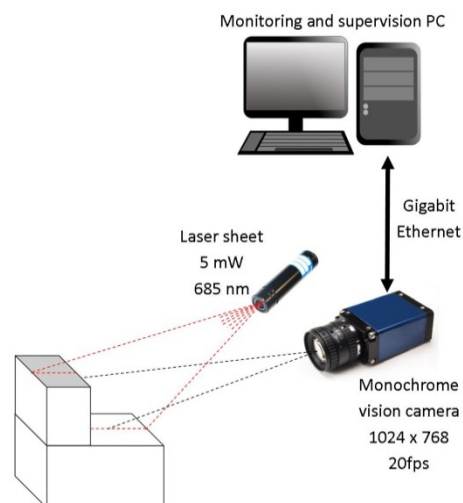 Monitoring and supervision PC
Gigabit
Ethernet
Laser sheet
5 mW
685 nm
Monochrome
vision camera
1024 x 768
20fps